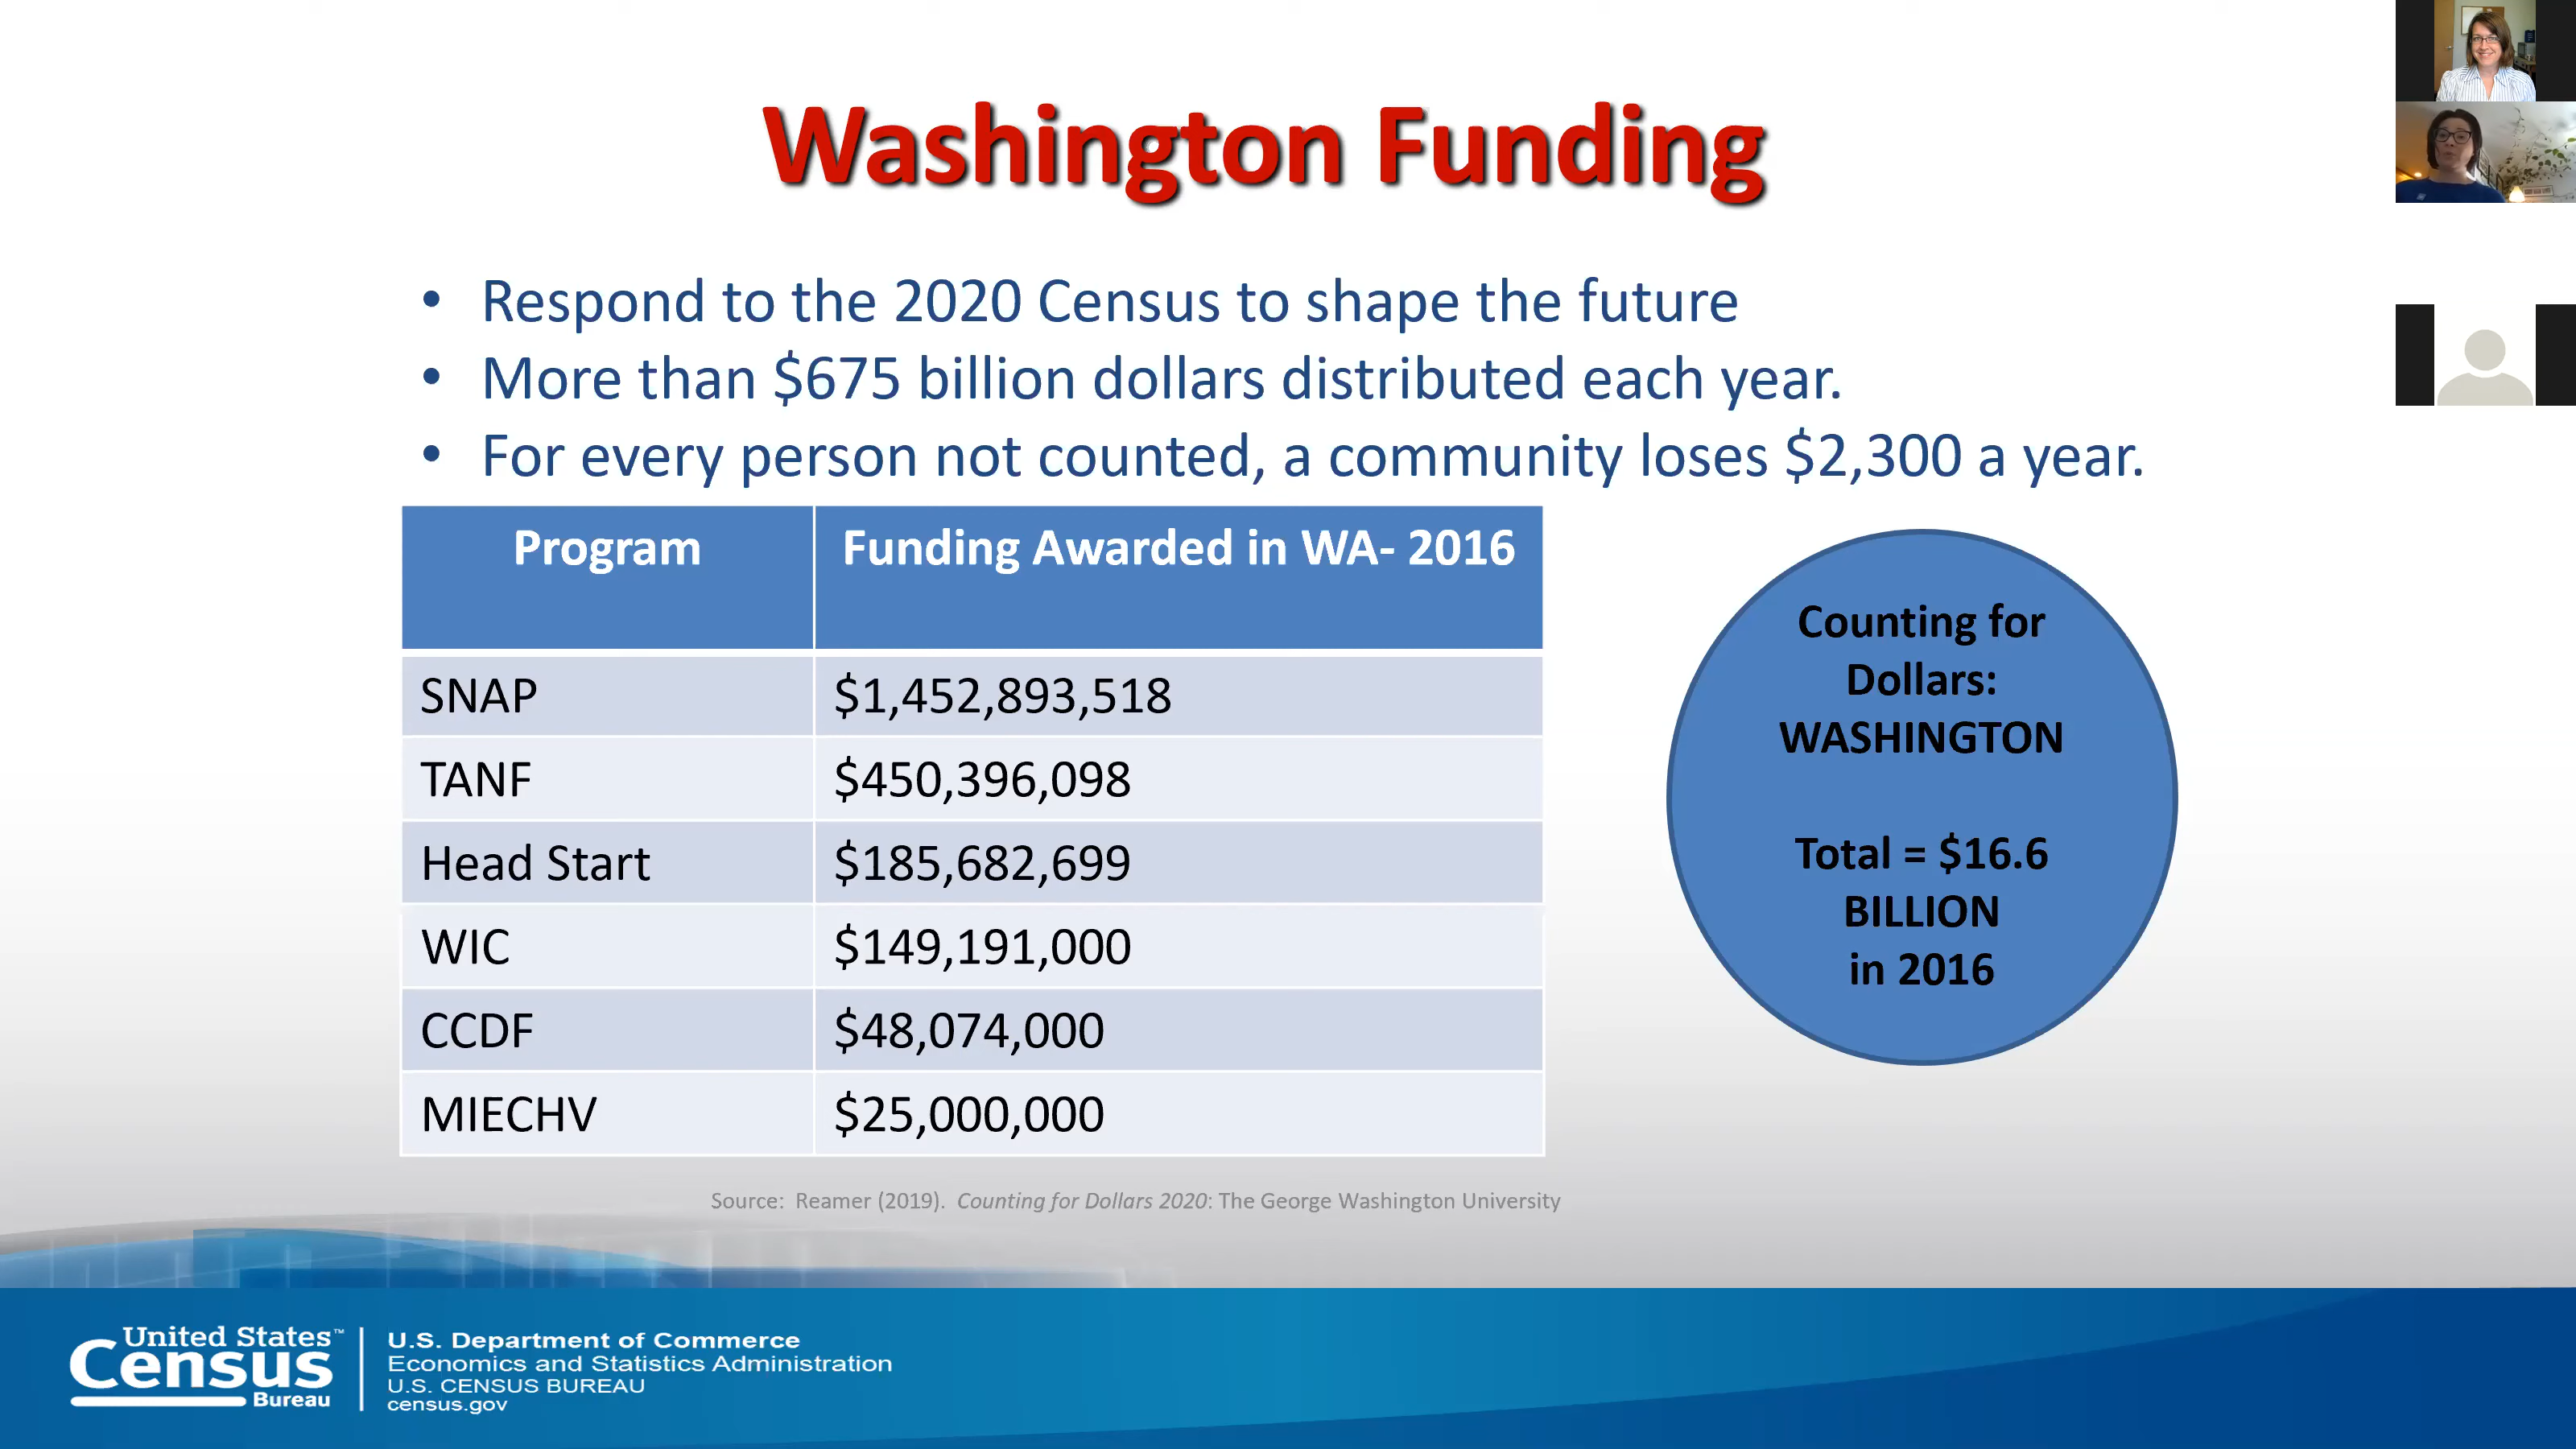 Washington Funding
• Respond to the 2020 Census to shape the future
• More than $675 billion dollars distributed each year.
• For every person not counted, a community loses $2,300 a year.
Program Funding Awarded in WA- 2016
SNAP $1,452,893,518
TANF $450,396,098
Head Start $185,682,699
WIC $149,191,000
CCDF $48,074,000
MIECHV $25,000,000
Counting for
Dollars:
WASHINGTON
Total = $16.6
BILLION
in 2016
Source: Reamer (2019). Counting for Dollars 2020: The George Washington University
United States™
Census
Bureau
U.S. Department of Commerce
Economics and Statistics Administration
U.S. CENSUS BUREAU
census.gov